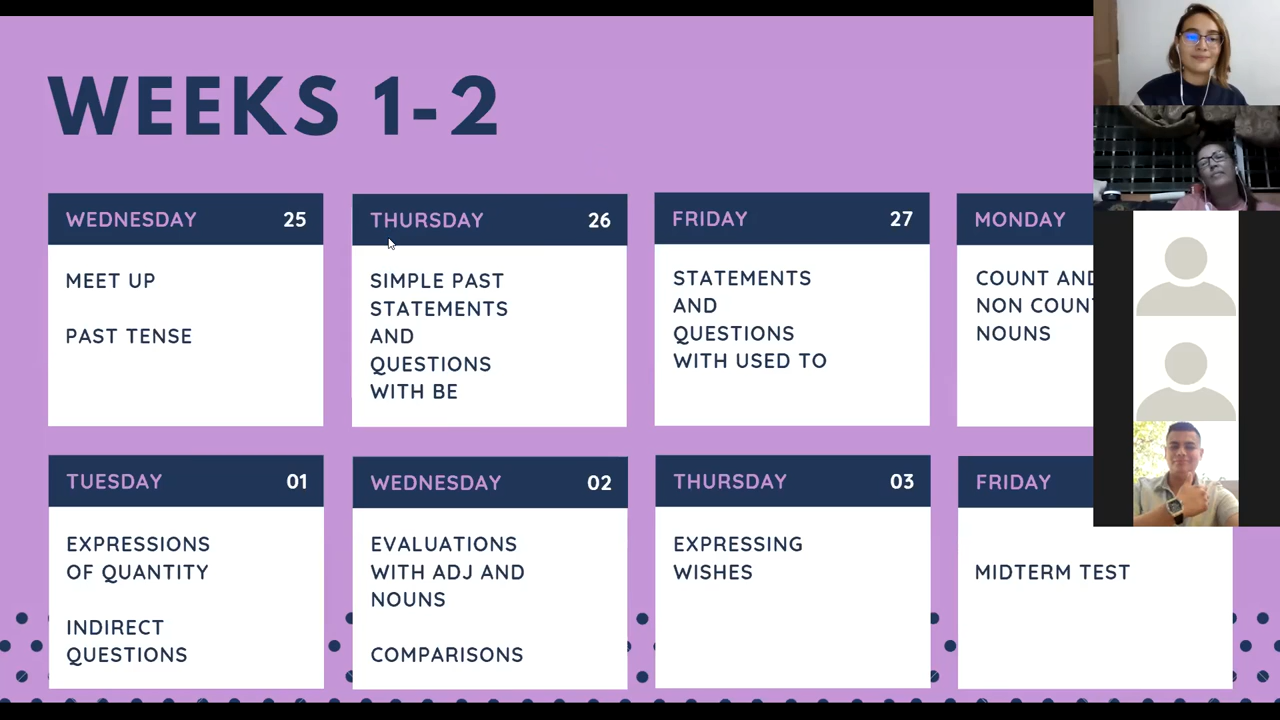 WEEKS 1-2
WEDNESDAY 25
MEET UP
PAST TENSE
THURSDAY 26
SIMPLE PAST
STATEMENTS
AND
QUESTIONS
WITH BE
FRIDAY 27
STATEMENTS
AND
QUESTIONS
WITH USED TO
MONDAY
COUNT AND
NON COUN
NOUNS
TUESDAY 01
EXPRESSIONS
OF QUANTITY
INDIRECT
QUESTIONS
WEDNESDAY 02
EVALUATIONS
WITH ADJ AND
NOUNS
COMPARISONS
THURSDAY 03
EXPRESSING
WISHES
FRIDAY
MIDTERM TEST